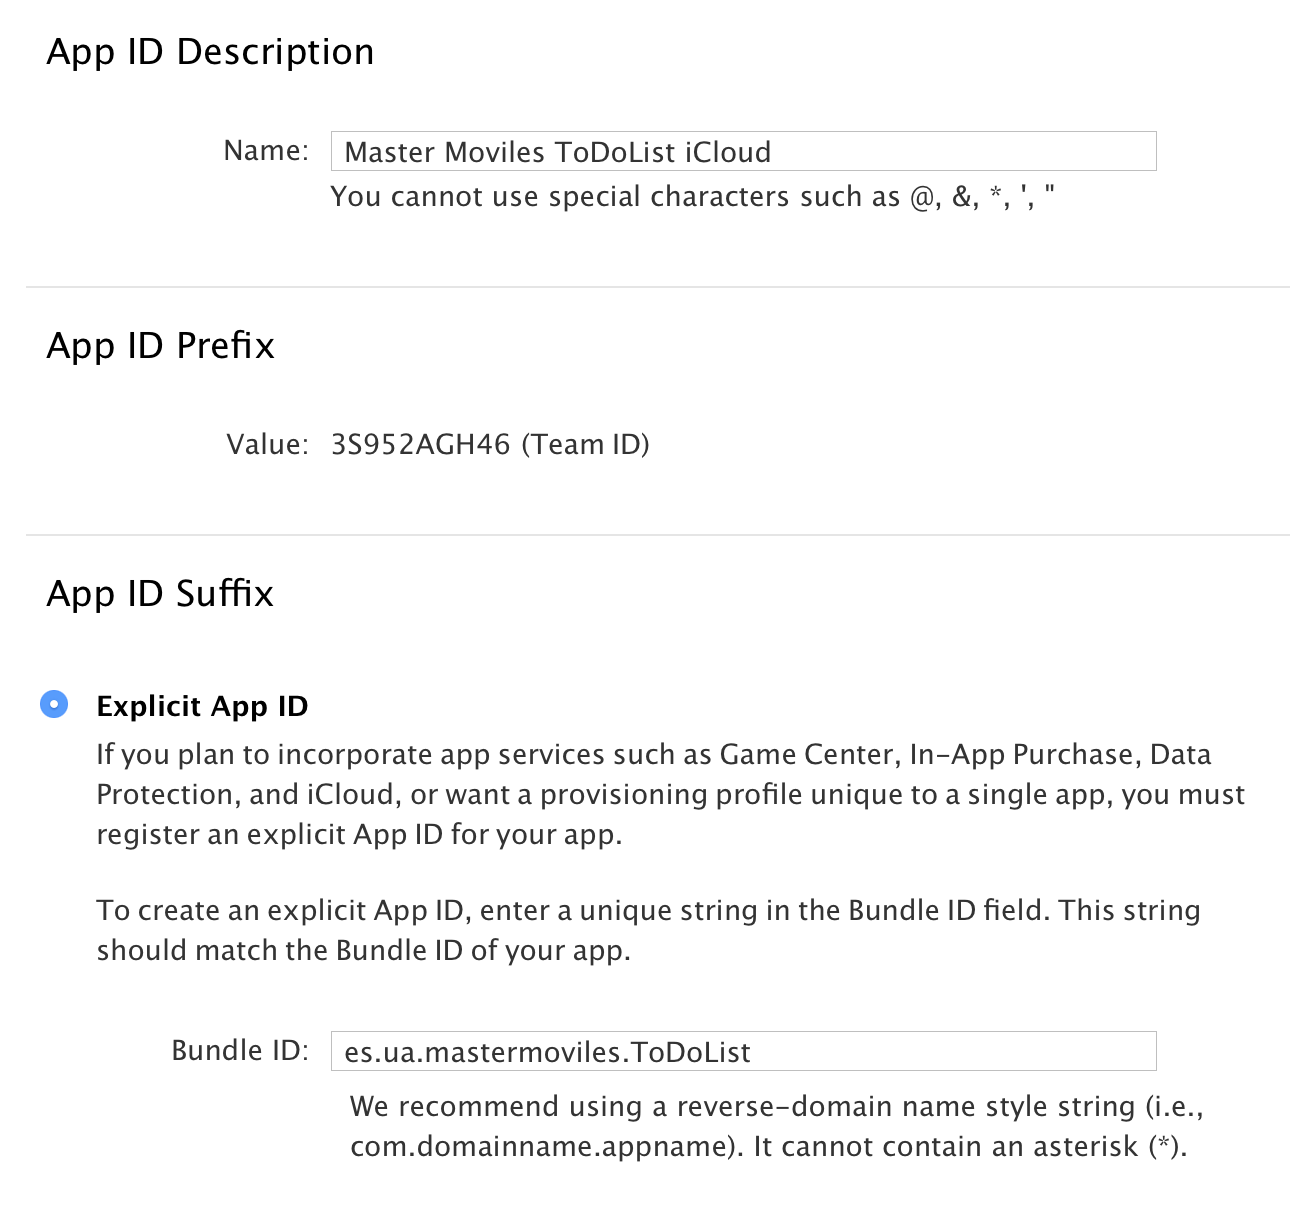 App ID Description
Name: Master Moviles ToDoList iCloud
You cannot use special characters such as @, &, *, ', "
App ID Prefix
Value: 3S952AGH46 (Team ID)
App ID Suffix
Explicit App ID
If you plan to incorporate app services such as Game Center, In-App Purchase, Data
Protection, and iCloud, or want a provisioning profile unique to a single app, you must
register an explicit App ID for your app.
To create an explicit App ID, enter a unique string in the Bundle ID field. This string
should match the Bundle ID of your app.
Bundle ID: es.ua.mastermoviles.ToDoList
We recommend using a reverse-domain name style string (i.e.,
com.domainname.appname). It cannot contain an asterisk (*).